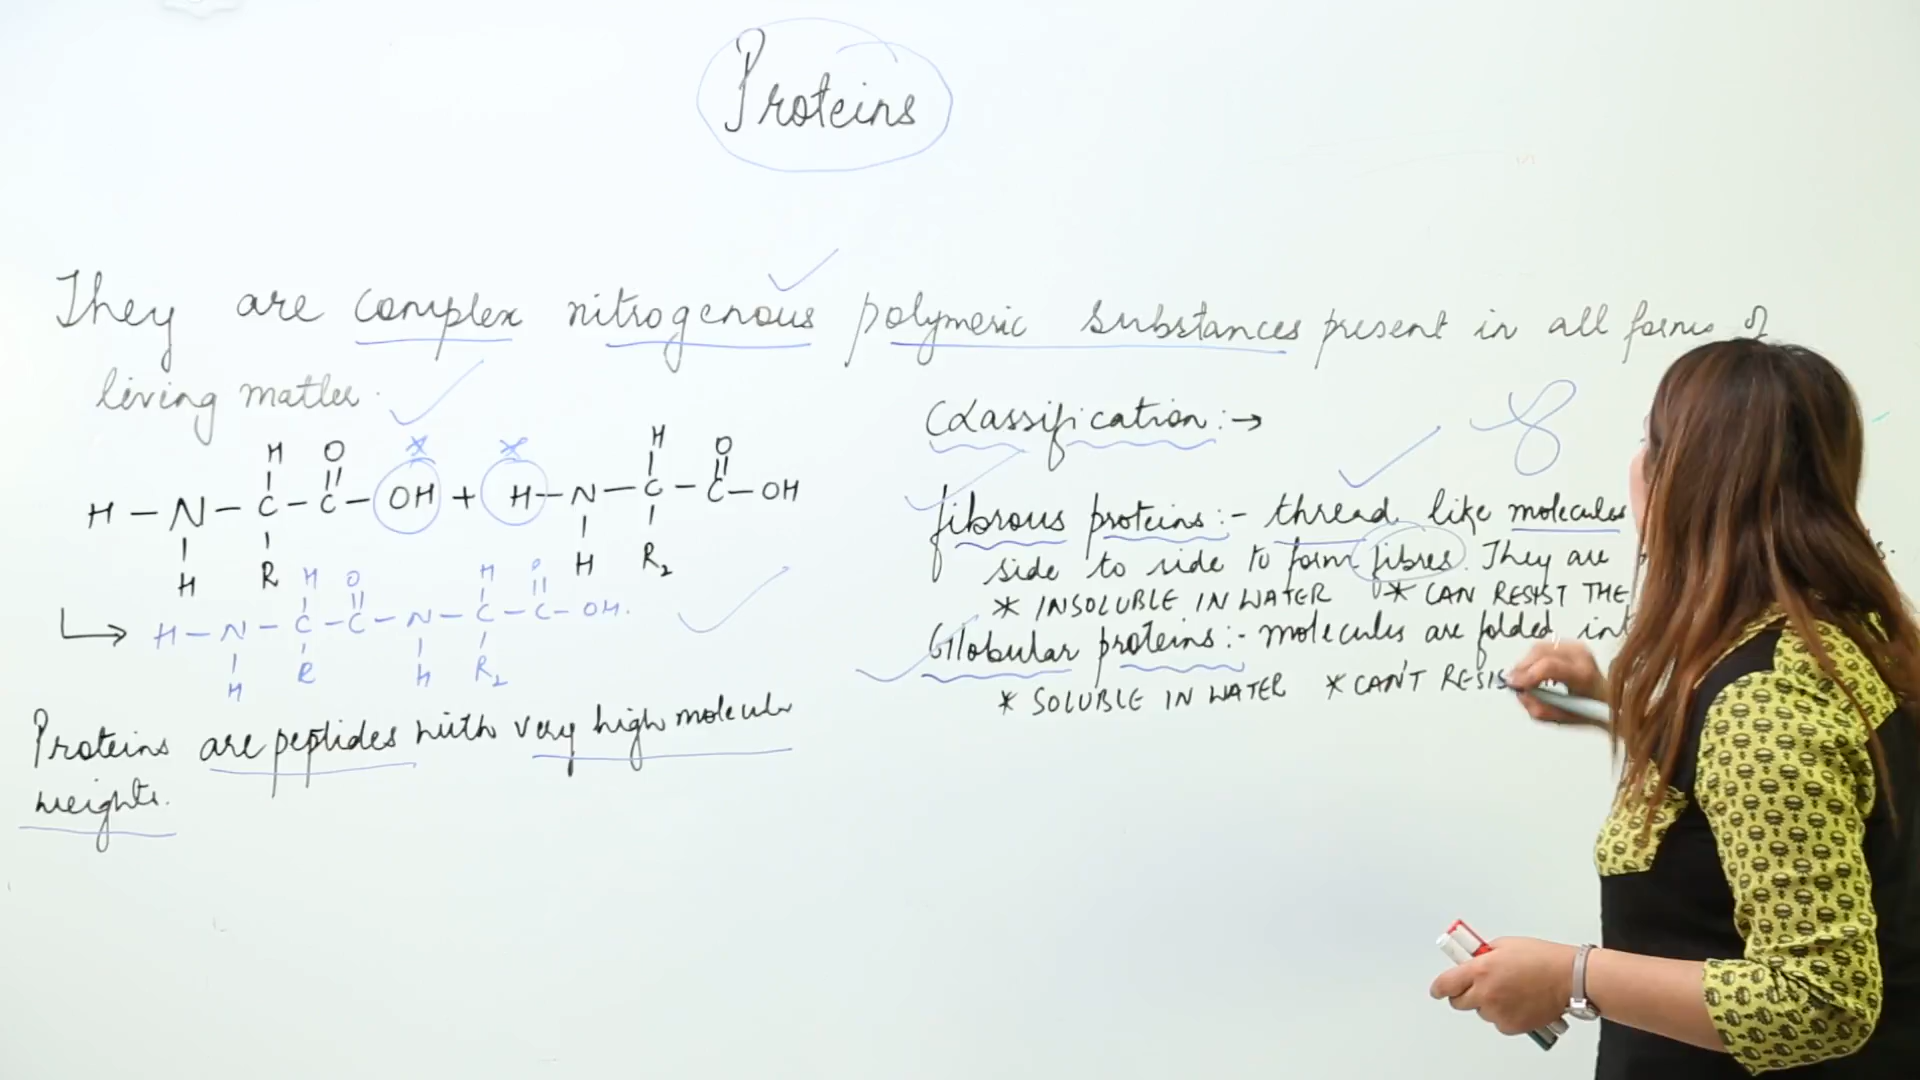 Proteins
They are complex nitrogenous polymeric substances present in all forms of
living matter.
H O H O
H - N - C - C - OH + H - N - C - C - OH
H R H R2
H O H O
H - N - C - C - N - C - C - OH.
H R H R2
Proteins are peptides with very high molecular
weights.
Classification :→
fibrous proteins :- thread like molecules
side to side to form fibres. They are
* INSOLUBLE IN WATER * CAN RESIST THE
Globular proteins :- molecules are folded
* SOLUBLE IN WATER * CAN'T RESIS